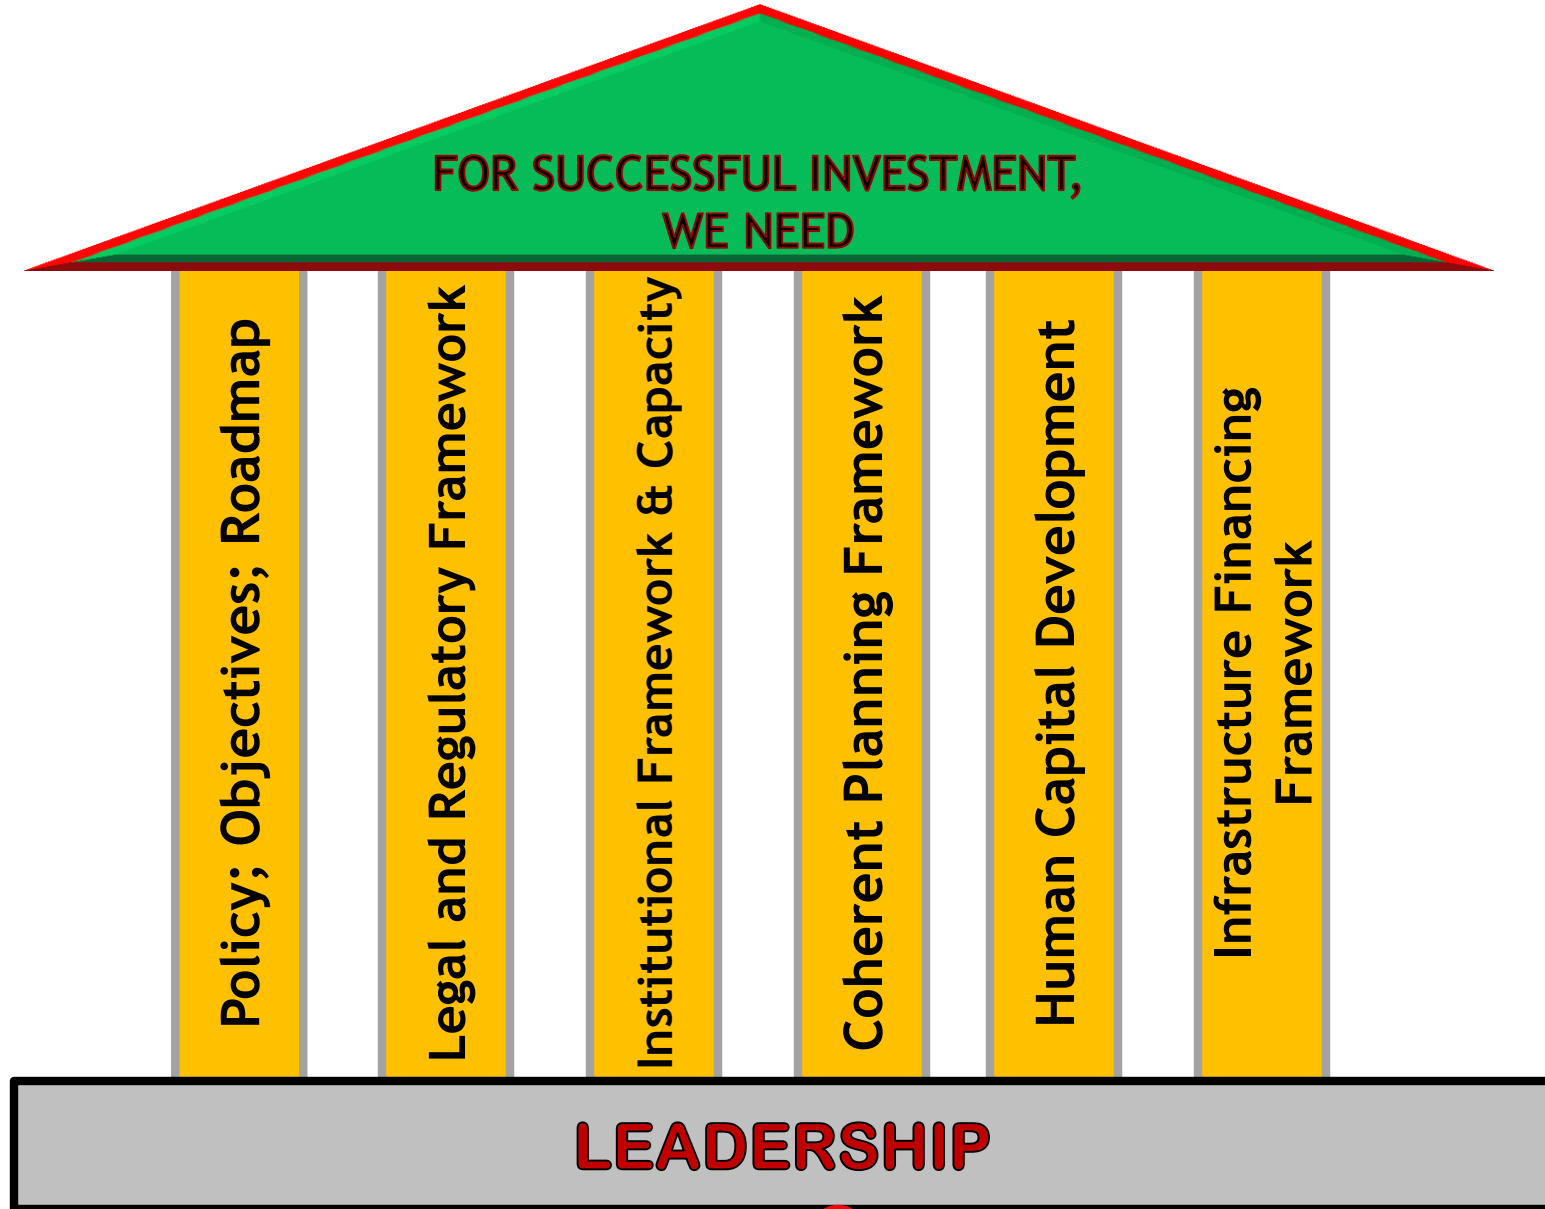 FOR SUCCESSFUL INVESTMENT,
WE NEED
Policy; Objectives; Roadmap
Legal and Regulatory Framework
Institutional Framework & Capacity
Coherent Planning Framework
Human Capital Development
Infrastructure Financing
Framework
LEADERSHIP